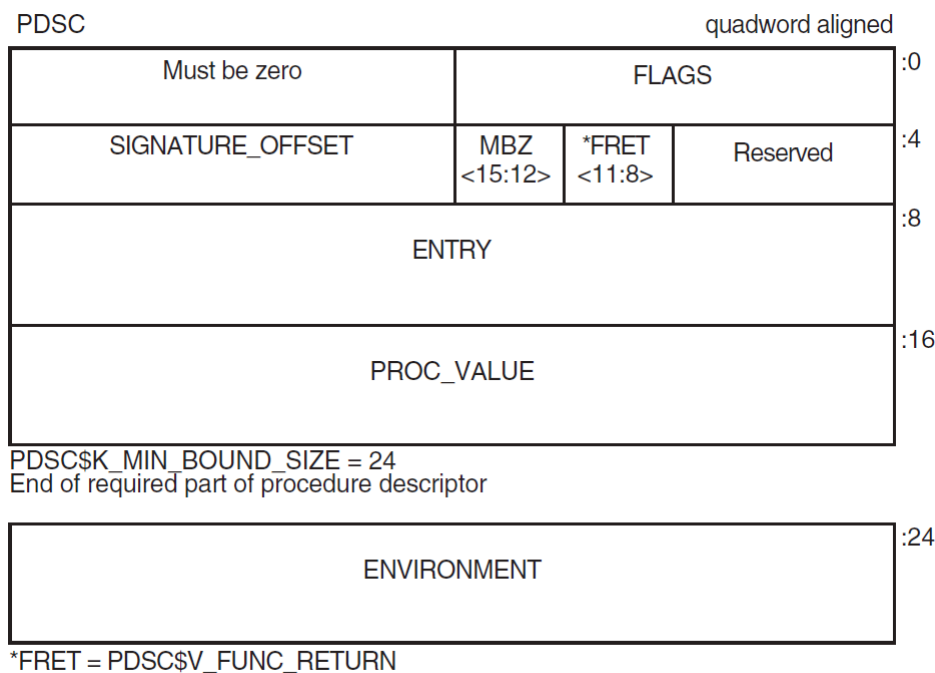 PDSC quadword aligned
Must be zero FLAGS :0
SIGNATURE_OFFSET MBZ *FRET Reserved :4
<15:12> <11:8>
:8
ENTRY
:16
PROC_VALUE
PDSC$K_MIN_BOUND_SIZE = 24
End of required part of procedure descriptor
:24
ENVIRONMENT
*FRET = PDSC$V_FUNC_RETURN